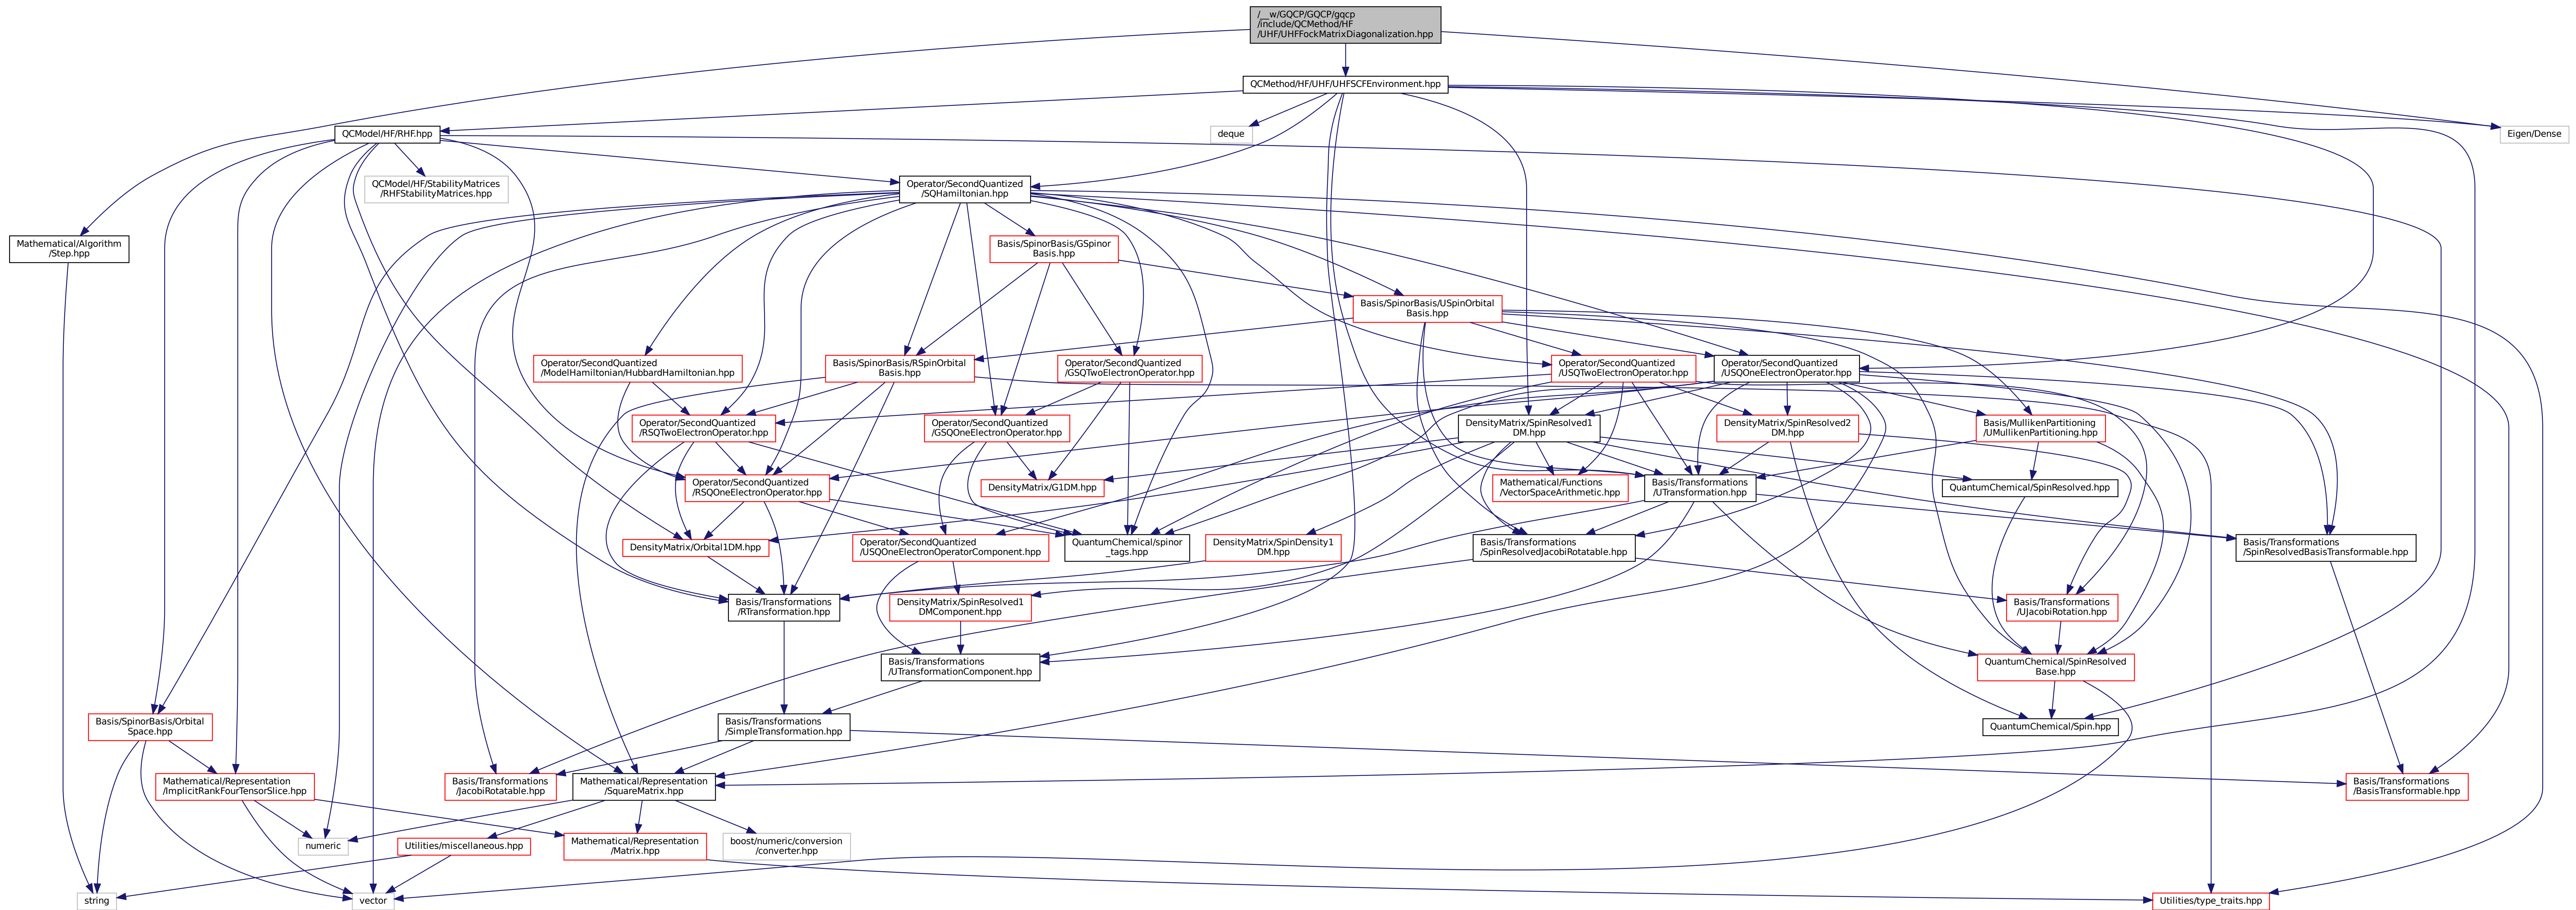 /__w/GQCP/GQCP/gqcp
/include/QCMethod/HF
/UHF/UHFFockMatrixDiagonalization.hpp
QCMethod/HF/UHF/UHFSCFEnvironment.hpp
QCModel/HF/RHF.hpp
deque
Eigen/Dense
QCModel/HF/StabilityMatrices
/RHFStabilityMatrices.hpp
Operator/SecondQuantized
/SQHamiltonian.hpp
Mathematical/Algorithm
/Step.hpp
Basis/SpinorBasis/GSpinor
Basis.hpp
Basis/SpinorBasis/USpinOrbital
Basis.hpp
Operator/SecondQuantized
/ModelHamiltonian/HubbardHamiltonian.hpp
Basis/SpinorBasis/RSpinOrbital
Basis.hpp
Operator/SecondQuantized
/GSQTwoElectronOperator.hpp
Operator/SecondQuantized
/USQTwoElectronOperator.hpp
Operator/SecondQuantized
/USQOneElectronOperator.hpp
Operator/SecondQuantized
/RSQTwoElectronOperator.hpp
Operator/SecondQuantized
/GSQOneElectronOperator.hpp
DensityMatrix/SpinResolved1
DM.hpp
DensityMatrix/SpinResolved2
DM.hpp
Basis/MullikenPartitioning
/UMullikenPartitioning.hpp
Operator/SecondQuantized
/RSQOneElectronOperator.hpp
DensityMatrix/G1DM.hpp
Mathematical/Functions
/VectorSpaceArithmetic.hpp
Basis/Transformations
/UTransformation.hpp
QuantumChemical/SpinResolved.hpp
DensityMatrix/Orbital1DM.hpp
Operator/SecondQuantized
/USQOneElectronOperatorComponent.hpp
QuantumChemical/spinor
_tags.hpp
DensityMatrix/SpinDensity1
DM.hpp
Basis/Transformations
/SpinResolvedJacobiRotatable.hpp
Basis/Transformations
/SpinResolvedBasisTransformable.hpp
Basis/Transformations
/RTransformation.hpp
DensityMatrix/SpinResolved1
DMComponent.hpp
Basis/Transformations
/UJacobiRotation.hpp
Basis/Transformations
/UTransformationComponent.hpp
QuantumChemical/SpinResolved
Base.hpp
Basis/SpinorBasis/Orbital
Space.hpp
Basis/Transformations
/SimpleTransformation.hpp
QuantumChemical/Spin.hpp
Mathematical/Representation
/ImplicitRankFourTensorSlice.hpp
Basis/Transformations
/JacobiRotatable.hpp
Mathematical/Representation
/SquareMatrix.hpp
Basis/Transformations
/BasisTransformable.hpp
numeric
Utilities/miscellaneous.hpp
Mathematical/Representation
/Matrix.hpp
boost/numeric/conversion
/converter.hpp
string
vector
Utilities/type_traits.hpp